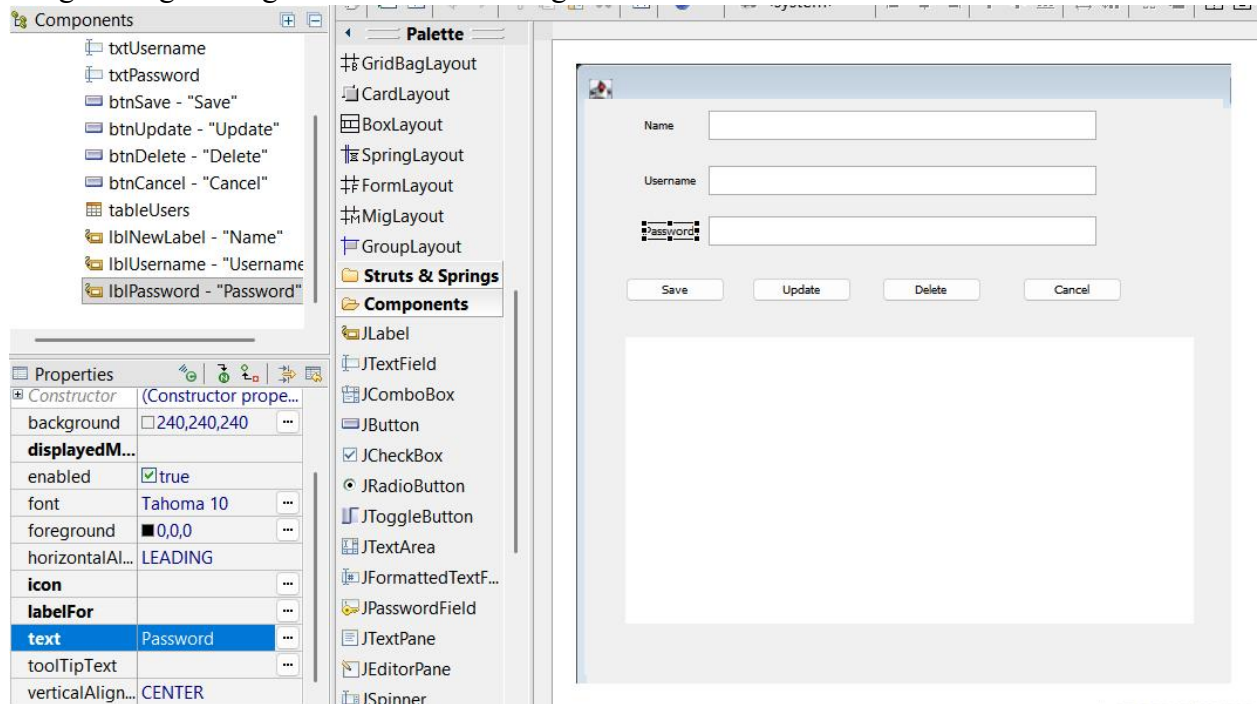 Components
txtUsername
txtPassword
btnSave - "Save"
btnUpdate - "Update"
btnDelete - "Delete"
btnCancel - "Cancel"
tableUsers
lblNewLabel - "Name"
lblUsername - "Username
lblPassword - "Password"
Properties
Constructor (Constructor prope...
background 240,240,240 ...
displayedM...
enabled true
font Tahoma 10 ...
foreground 0,0,0 ...
horizontalAl... LEADING
icon ...
labelFor ...
text Password ...
toolTipText ...
verticalAlign... CENTER
Palette
GridBagLayout
CardLayout
BoxLayout
SpringLayout
FormLayout
MigLayout
GroupLayout
Struts & Springs
Components
JLabel
JTextField
JComboBox
JButton
JCheckBox
JRadioButton
JToggleButton
JTextArea
JFormattedTextF...
JPasswordField
JTextPane
JEditorPane
JSpinner
Name
Username
Password
Save Update Delete Cancel